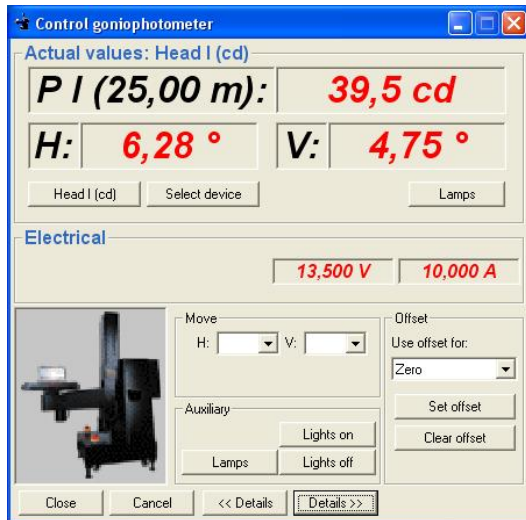 Control goniophotometer
Actual values: Head I (cd)
P I (25,00 m): 39,5 cd
H: 6,28 ° V: 4,75 °
Head I (cd) Select device Lamps
Electrical
13,500 V 10,000 A
Move
H: V:
Offset
Use offset for:
Zero
Set offset
Clear offset
Auxiliary
Lights on
Lamps Lights off
Close Cancel << Details Details >>